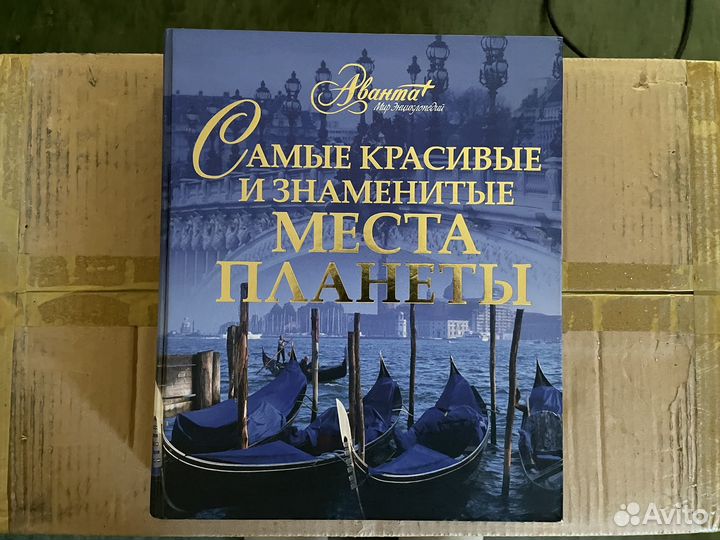 Аванта+
Мир Энциклопедий
Самые красивые
и знаменитые
места
планеты
Avito